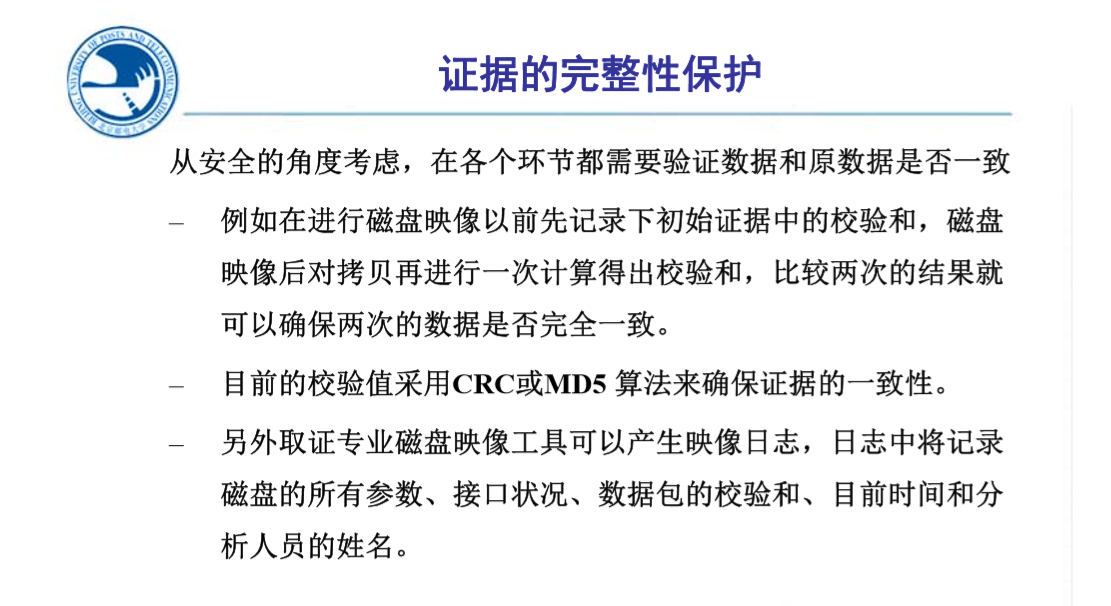 证据的完整性保护
BEIJING UNIVERSITY OF POSTS AND TELECOMMUNICATIONS
北京邮电大学
从安全的角度考虑，在各个环节都需要验证数据和原数据是否一致
– 例如在进行磁盘映像以前先记录下初始证据中的校验和，磁盘
映像后对拷贝再进行一次计算得出校验和，比较两次的结果就
可以确保两次的数据是否完全一致。
– 目前的校验值采用CRC或MD5 算法来确保证据的一致性。
– 另外取证专业磁盘映像工具可以产生映像日志，日志中将记录
磁盘的所有参数、接口状况、数据包的校验和、目前时间和分
析人员的姓名。